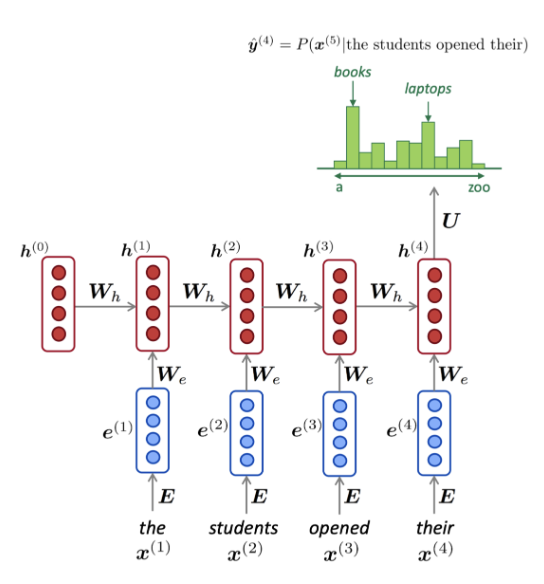 ŷ⁽⁴⁾ = P(x⁽⁵⁾|the students opened their)
books
laptops
a zoo
U
h⁽⁰⁾ h⁽¹⁾ h⁽²⁾ h⁽³⁾ h⁽⁴⁾
W_h W_h W_h W_h
W_e W_e W_e W_e
e⁽¹⁾ e⁽²⁾ e⁽³⁾ e⁽⁴⁾
E E E E
the students opened their
x⁽¹⁾ x⁽²⁾ x⁽³⁾ x⁽⁴⁾